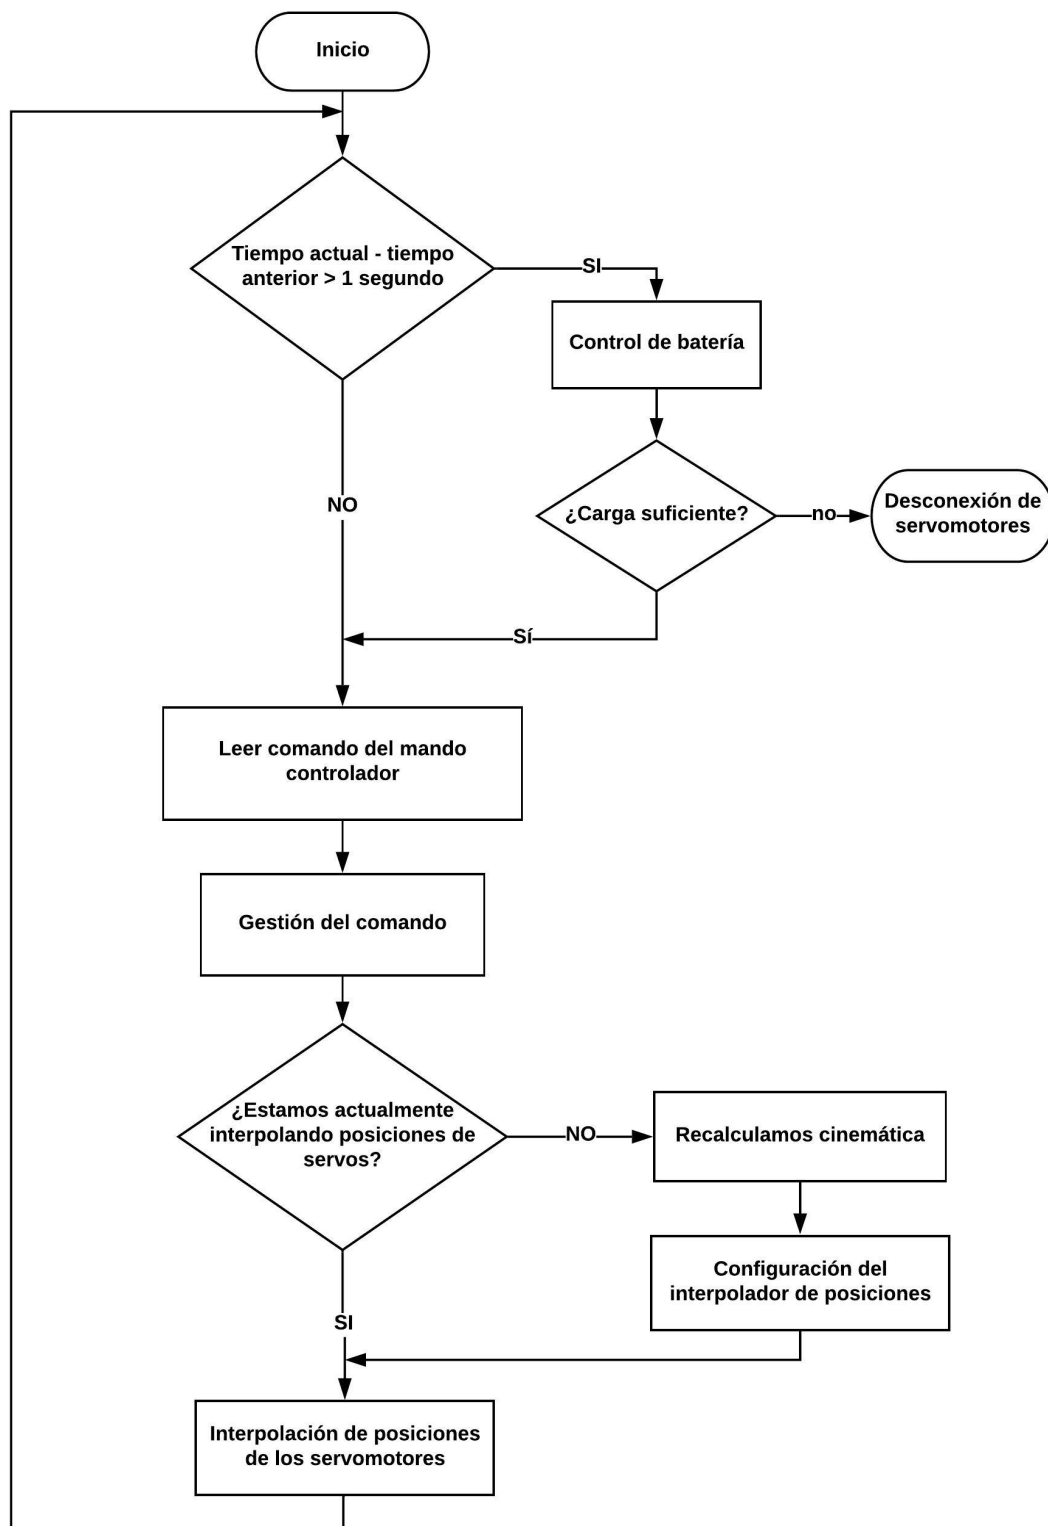 Inicio
Tiempo actual - tiempo
anterior > 1 segundo
SI
Control de batería
NO
¿Carga suficiente?
no
Desconexión de
servomotores
Sí
Leer comando del mando
controlador
Gestión del comando
¿Estamos actualmente
interpolando posiciones de
servos?
NO
Recalculamos cinemática
Configuración del
interpolador de posiciones
SI
Interpolación de posiciones
de los servomotores